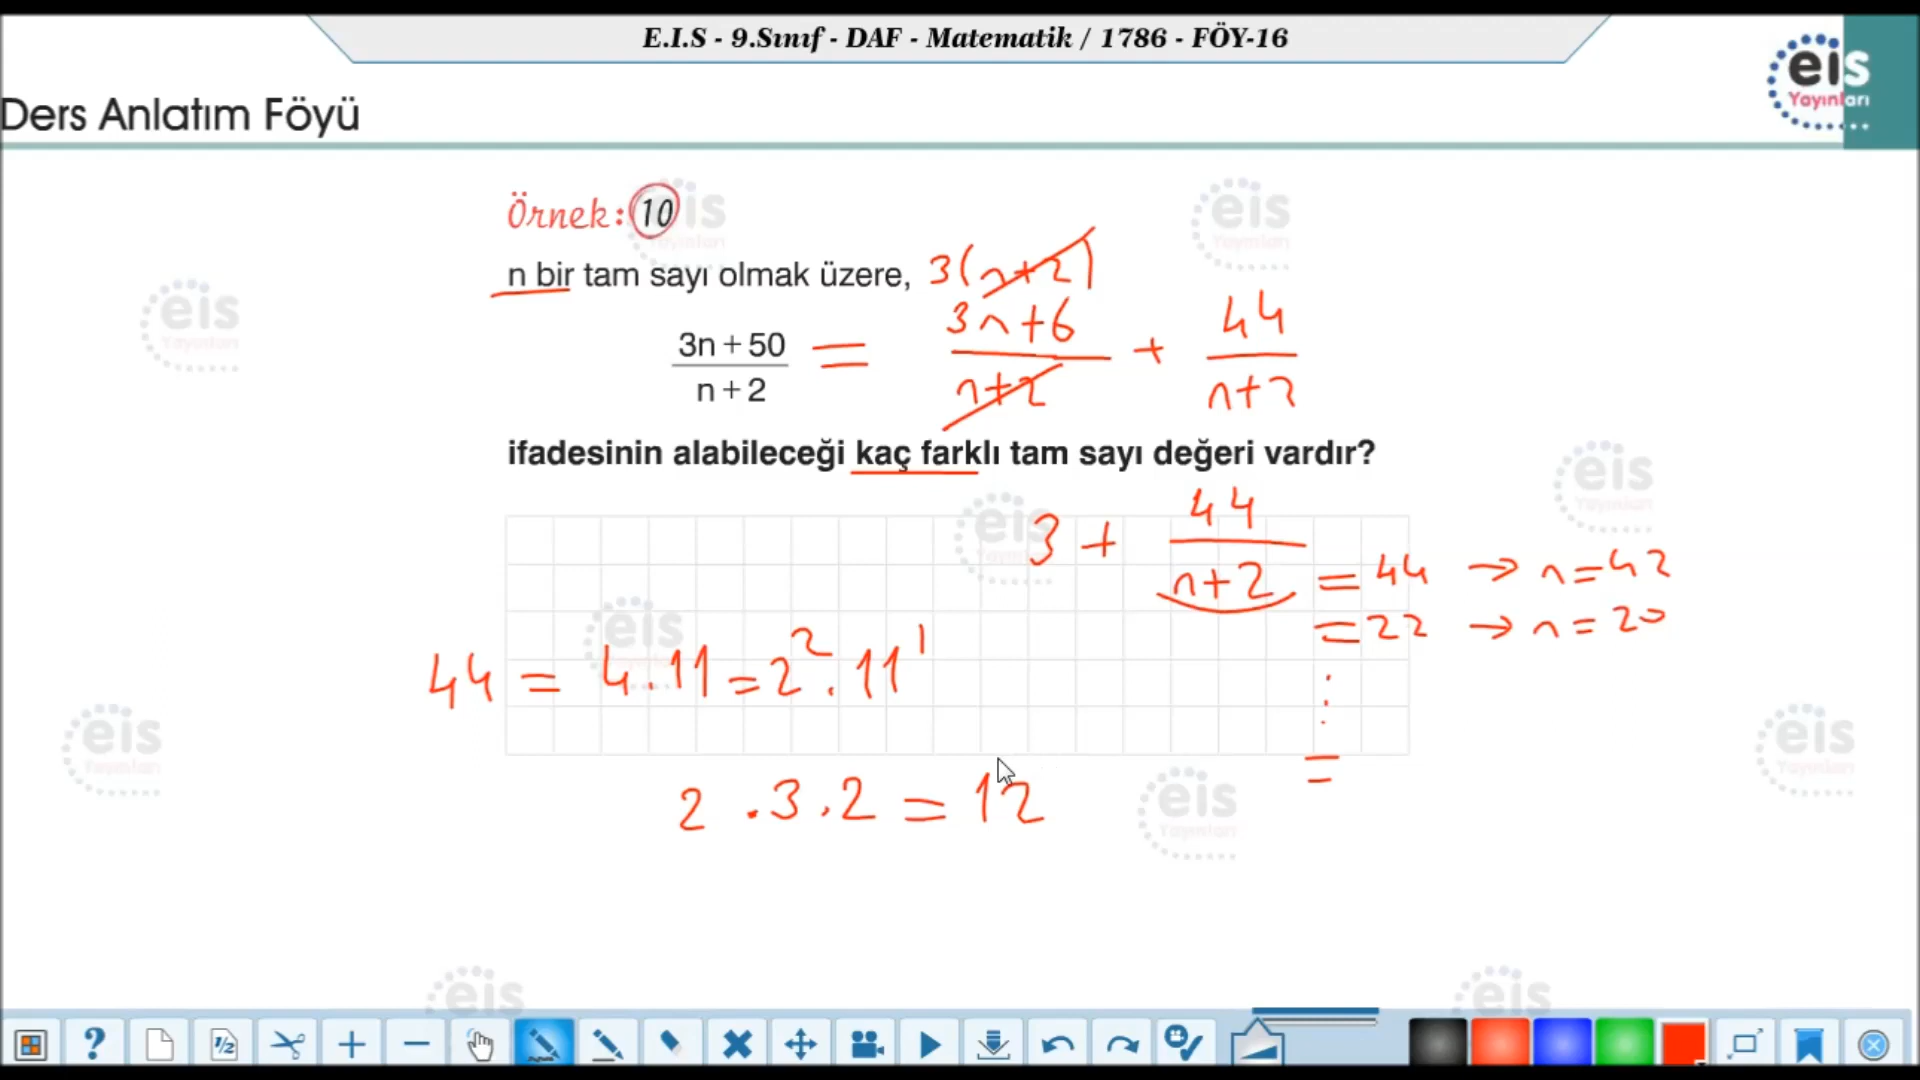 E.I.S - 9.Sınıf - DAF - Matematik / 1786 - FÖY-16
eis
Yayınları
Ders Anlatım Föyü
Örnek: 10
n bir tam sayı olmak üzere, 3(n+2)
3n + 50 / n + 2 = 3n+6 / n+2 + 44 / n+2
ifadesinin alabileceği kaç farklı tam sayı değeri vardır?
3 + 44 / n+2 = 44 → n=42
= 22 → n=20
⋮
=
44 = 4.11 = 2².11¹
2 .3.2 = 12